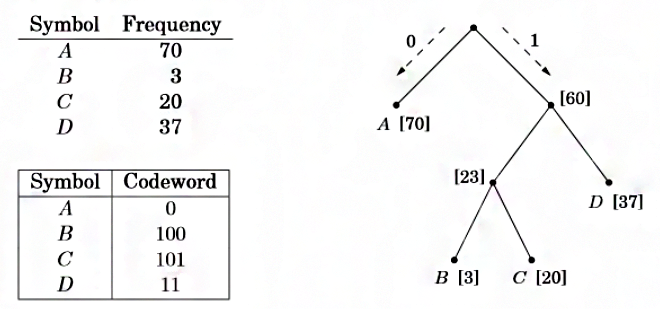 Symbol Frequency
A 70
B 3
C 20
D 37
Symbol Codeword
A 0
B 100
C 101
D 11
0 1
A [70]
[60]
[23]
D [37]
B [3] C [20]